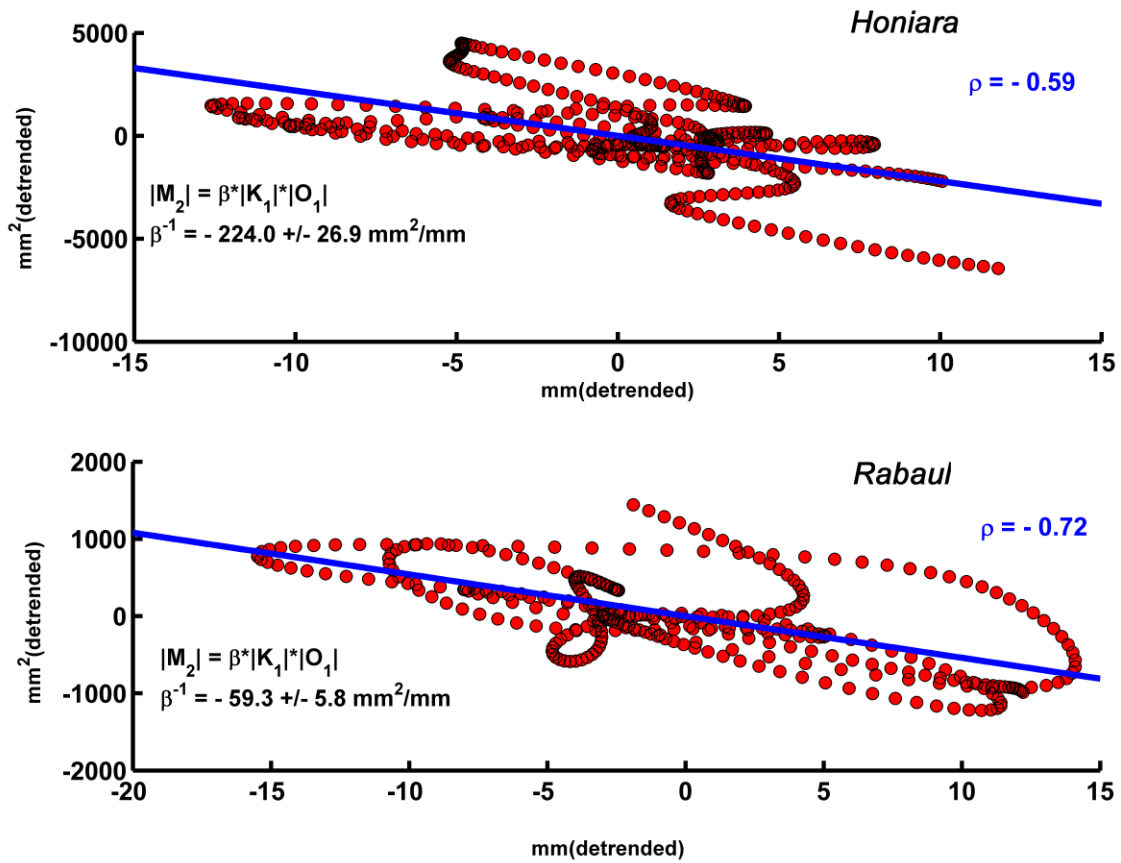 Honiara
5000
ρ = - 0.59
0
mm²(detrended)
|M₂| = β*|K₁|*|O₁|
β⁻¹ = - 224.0 +/- 26.9 mm²/mm
-5000
-10000
-15 -10 -5 0 5 10 15
mm(detrended)
2000
Rabaul
ρ = - 0.72
1000
mm²(detrended)
0
|M₂| = β*|K₁|*|O₁|
β⁻¹ = - 59.3 +/- 5.8 mm²/mm
-1000
-2000
-20 -15 -10 -5 0 5 10 15
mm(detrended)